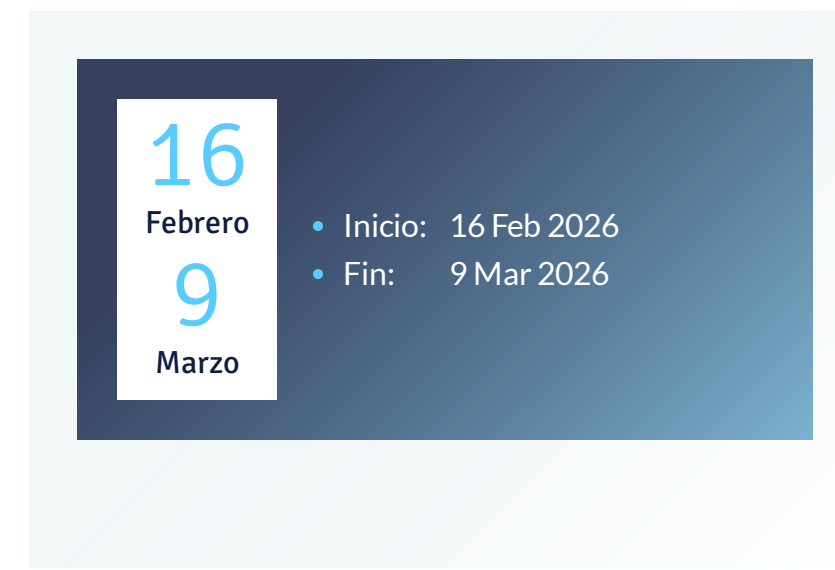 16
Febrero
9
Marzo
Inicio: 16 Feb 2026
Fin: 9 Mar 2026